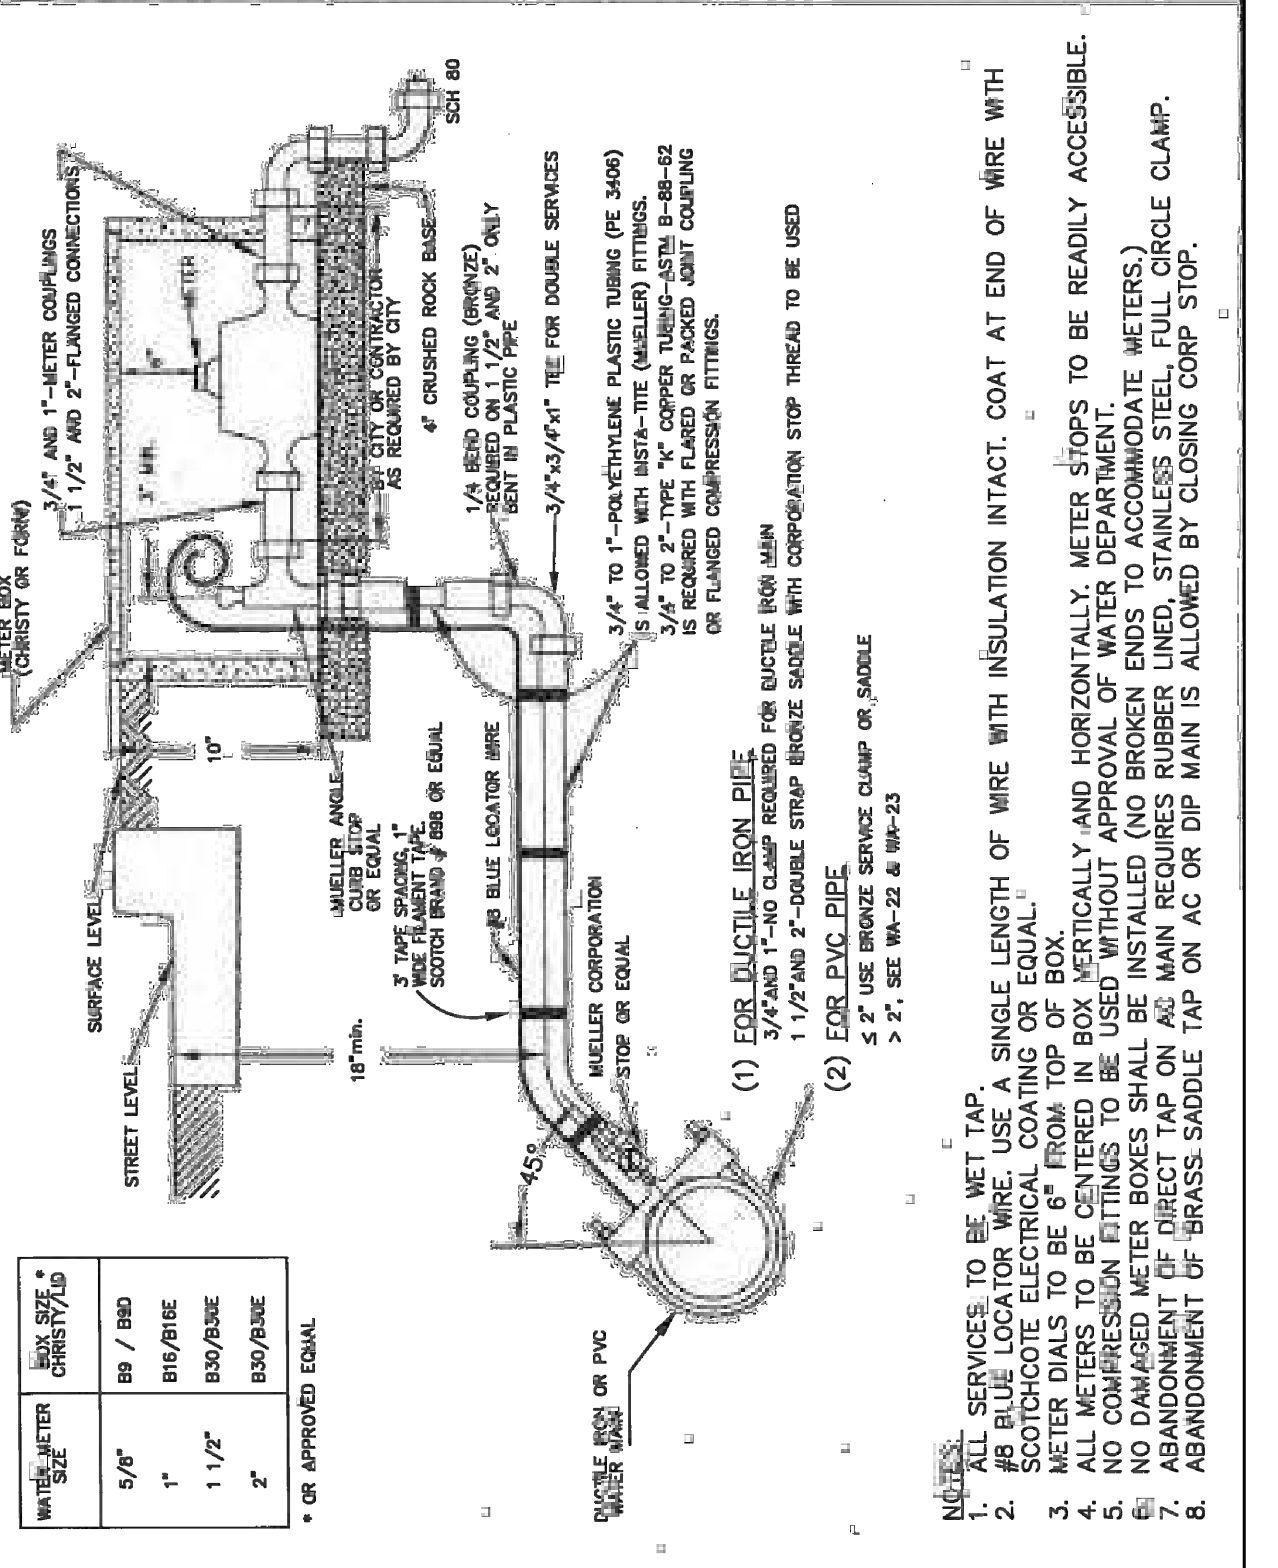 WATER METER SIZE | BOX SIZE * CHRISTY/LID
5/8" | B9 / B9D
1" | B16/B16E
1 1/2" | B30/B30E
2" | B30/B30E
* OR APPROVED EQUAL
METER BOX
(CHRISTY OR FORNI)
3/4" AND 1"-METER COUPLINGS
1 1/2" AND 2"-FLANGED CONNECTIONS
SURFACE LEVEL
STREET LEVEL
10"
3" MIN.
METER
SCH 80
18"min.
MUELLER ANGLE
CURB STOP
OR EQUAL
BY CITY OR CONTRACTOR
AS REQUIRED BY CITY
4" CRUSHED ROCK BASE
3' TAPE SPACING, 1"
WIDE FILAMENT TAPE.
SCOTCH BRAND # 898 OR EQUAL
1/4 BEND COUPLING (BRONZE)
REQUIRED ON 1 1/2" AND 2" ONLY
BENT IN PLASTIC PIPE
#8 BLUE LOCATOR WIRE
3/4"x3/4"x1" TEE FOR DOUBLE SERVICES
45°
MUELLER CORPORATION
STOP OR EQUAL
3/4" TO 1"-POLYETHYLENE PLASTIC TUBING (PE 3406)
IS ALLOWED WITH INSTA-TITE (MUELLER) FITTINGS.
3/4" TO 2"-TYPE "K" COPPER TUBING-ASTM B-88-62
IS REQUIRED WITH FLARED OR PACKED JOINT COUPLING
OR FLANGED COMPRESSION FITTINGS.
DUCTILE IRON OR PVC
WATER MAIN
(1) FOR DUCTILE IRON PIPE
3/4"AND 1"-NO CLAMP REQUIRED FOR DUCTILE IRON MAIN
1 1/2"AND 2"-DOUBLE STRAP BRONZE SADDLE WITH CORPORATION STOP THREAD TO BE USED
(2) FOR PVC PIPE
≤ 2" USE BRONZE SERVICE CLAMP OR SADDLE
> 2", SEE WA-22 & WA-23
NOTES:
1. ALL SERVICES TO BE WET TAP.
2. #8 BLUE LOCATOR WIRE. USE A SINGLE LENGTH OF WIRE WITH INSULATION INTACT. COAT AT END OF WIRE WITH
SCOTCHCOTE ELECTRICAL COATING OR EQUAL.
3. METER DIALS TO BE 6" FROM TOP OF BOX.
4. ALL METERS TO BE CENTERED IN BOX VERTICALLY AND HORIZONTALLY. METER STOPS TO BE READILY ACCESSIBLE.
5. NO COMPRESSION FITTINGS TO BE USED WITHOUT APPROVAL OF WATER DEPARTMENT.
6. NO DAMAGED METER BOXES SHALL BE INSTALLED (NO BROKEN ENDS TO ACCOMMODATE METERS.)
7. ABANDONMENT OF DIRECT TAP ON AC MAIN REQUIRES RUBBER LINED, STAINLESS STEEL, FULL CIRCLE CLAMP.
8. ABANDONMENT OF BRASS SADDLE TAP ON AC OR DIP MAIN IS ALLOWED BY CLOSING CORP STOP.